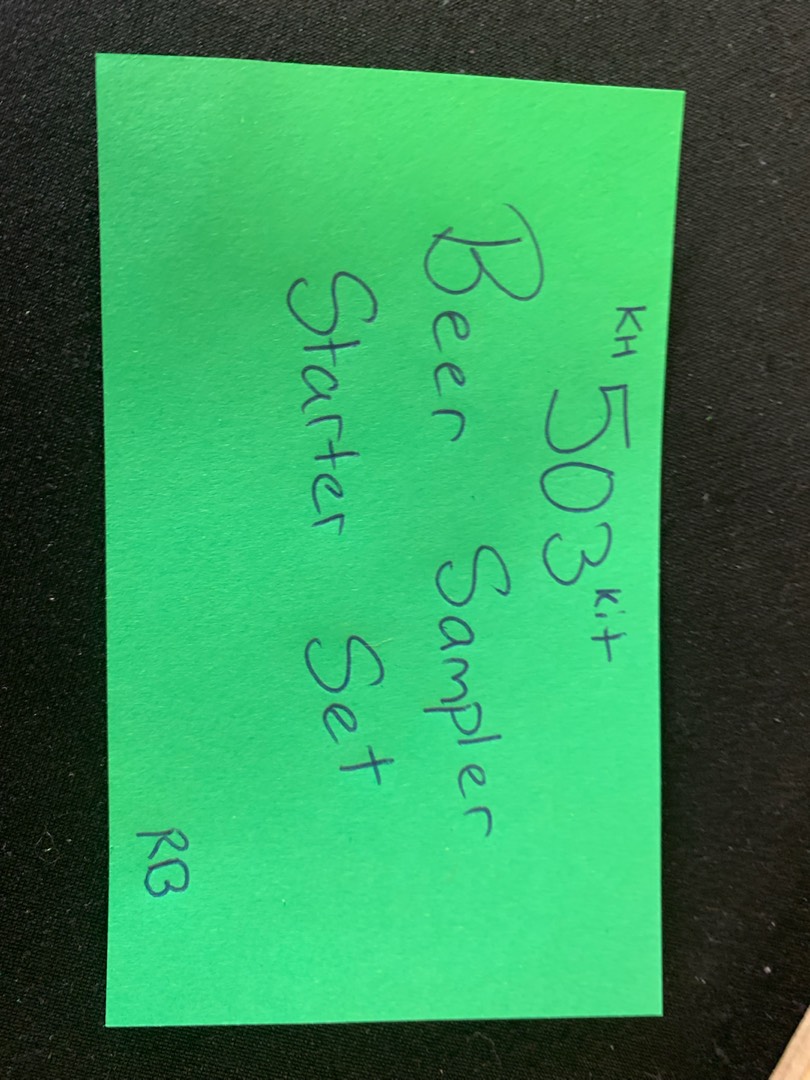 KH 503 Kit
Beer Sampler
Starter Set
RB